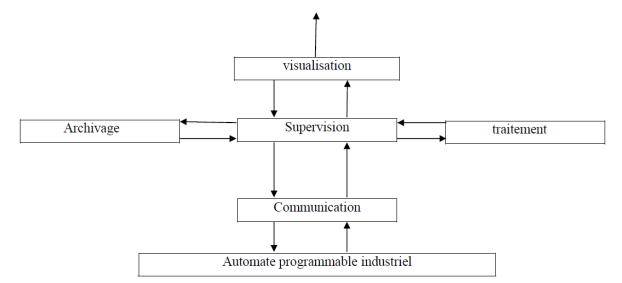 visualisation
Archivage
Supervision
traitement
Communication
Automate programmable industriel